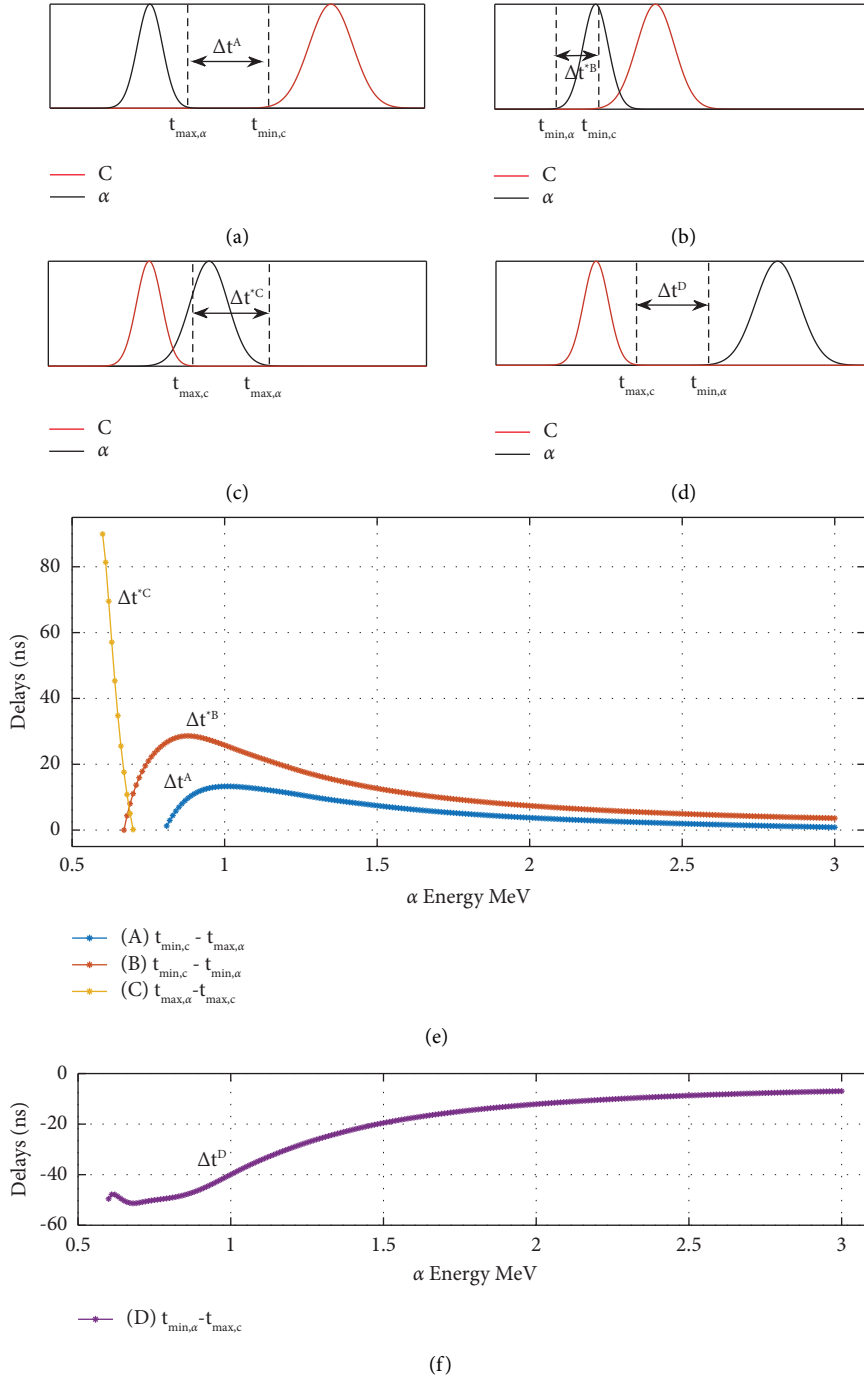 Δt^A
t_max,α t_min,c
C
α
(a)
Δt^*B
t_min,α t_min,c
C
α
(b)
Δt^*C
t_max,c t_max,α
C
α
(c)
Δt^D
t_max,c t_min,α
C
α
(d)
Delays (ns)
80
60
40
20
0
Δt^*C
Δt^*B
Δt^A
0.5 1 1.5 2 2.5 3
α Energy MeV
(A) t_min,c - t_max,α
(B) t_min,c - t_min,α
(C) t_max,α-t_max,c
(e)
Delays (ns)
0
-20
-40
-60
Δt^D
0.5 1 1.5 2 2.5 3
α Energy MeV
(D) t_min,α-t_max,c
(f)